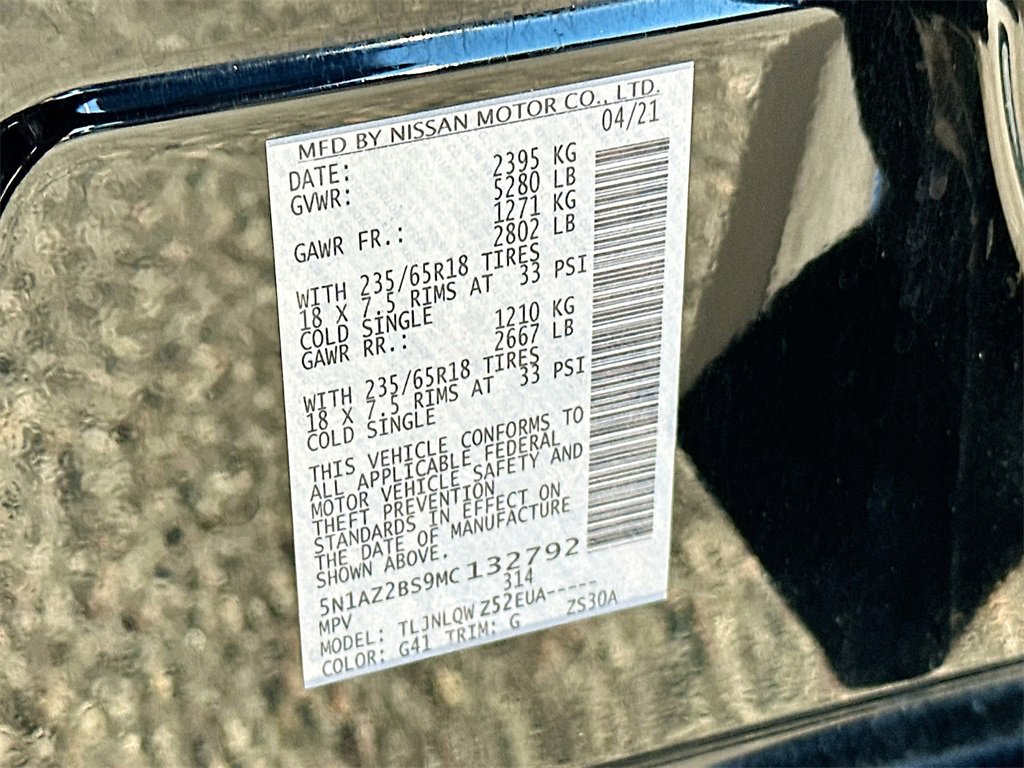 MFD BY NISSAN MOTOR CO., LTD.
DATE: 04/21
GVWR: 2395 KG
5280 LB
GAWR FR.: 1271 KG
2802 LB
WITH 235/65R18 TIRES
18 X 7.5 RIMS AT 33 PSI
COLD SINGLE
GAWR RR.: 1210 KG
2667 LB
WITH 235/65R18 TIRES
18 X 7.5 RIMS AT 33 PSI
COLD SINGLE
THIS VEHICLE CONFORMS TO
ALL APPLICABLE FEDERAL
MOTOR VEHICLE SAFETY AND
THEFT PREVENTION
STANDARDS IN EFFECT ON
THE DATE OF MANUFACTURE
SHOWN ABOVE.
5N1AZ2BS9MC132792
MPV 314
MODEL: TLJNLQWZ52EUA-----
COLOR: G41 TRIM: G ZS30A